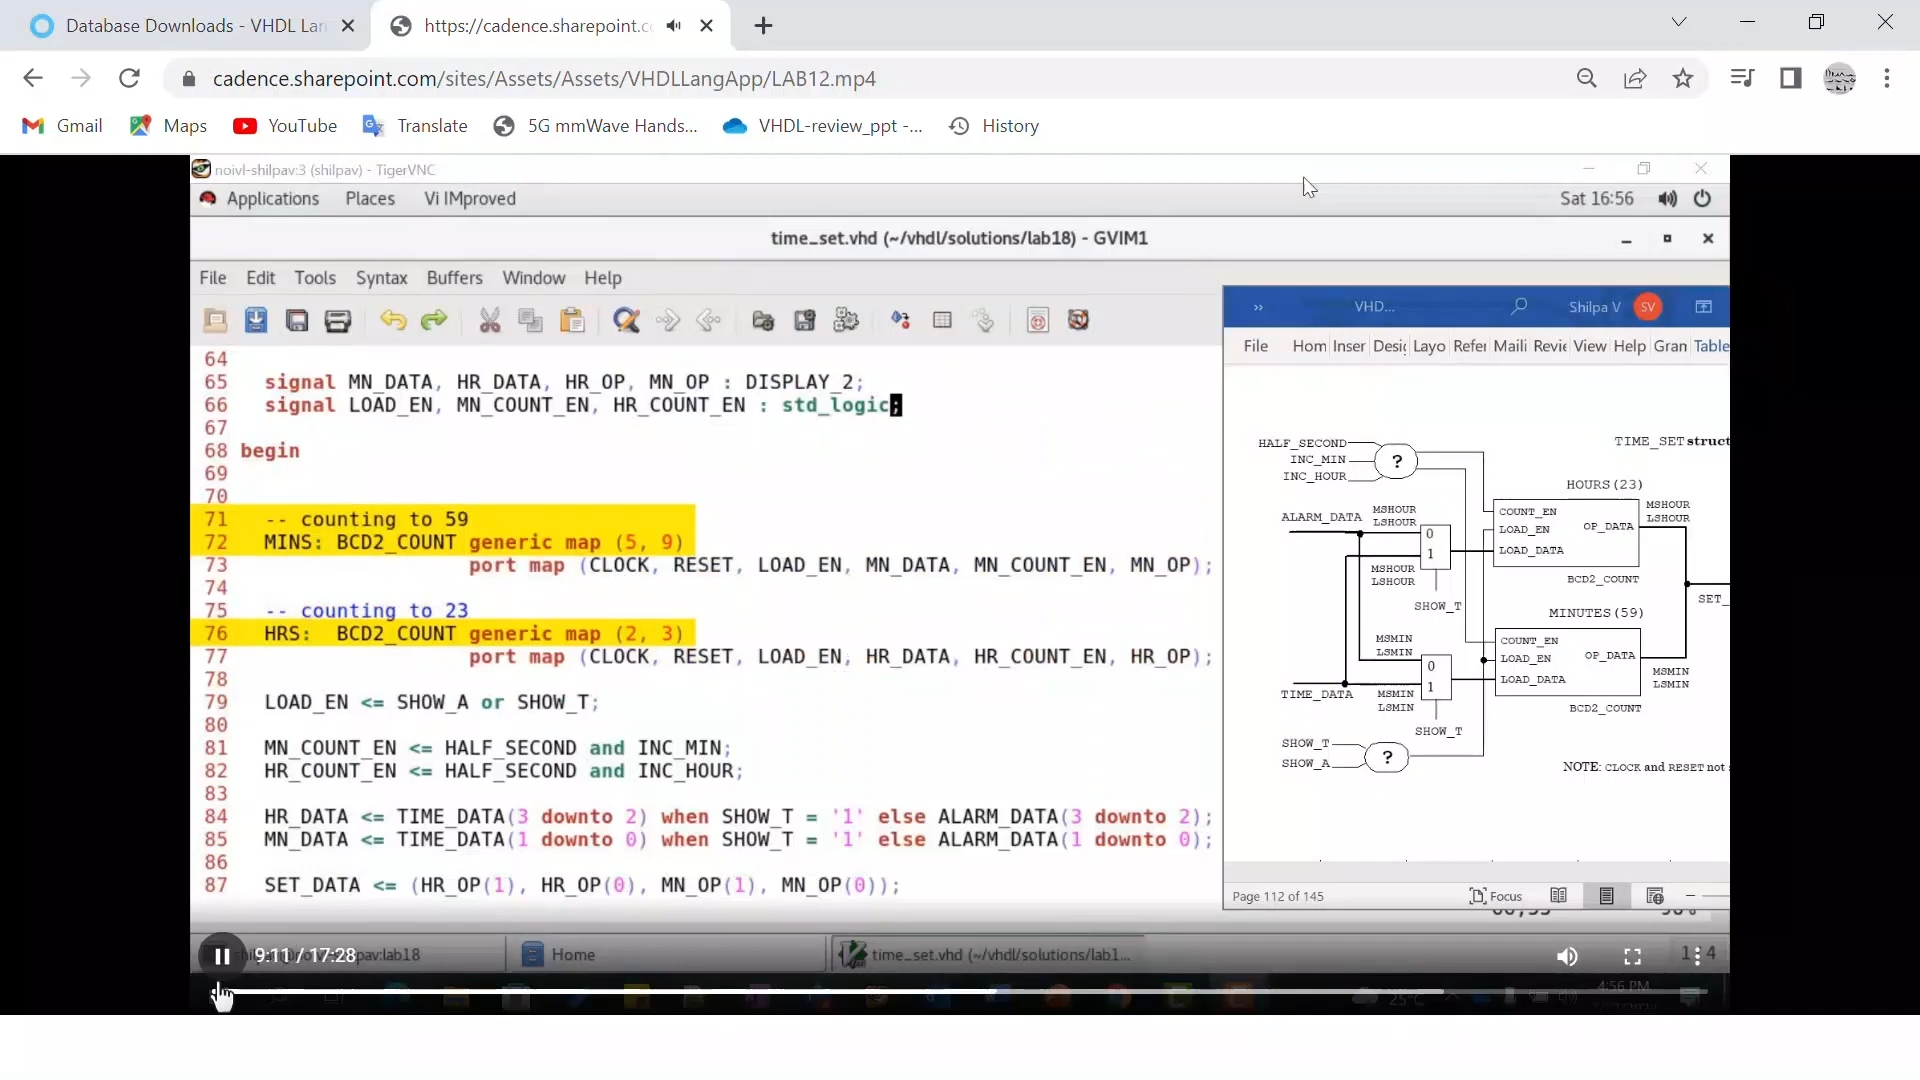 Database Downloads - VHDL Lan
https://cadence.sharepoint.co
cadence.sharepoint.com/sites/Assets/Assets/VHDLLangApp/LAB12.mp4
Gmail Maps YouTube Translate 5G mmWave Hands... VHDL-review_ppt -... History
noivl-shilpav:3 (shilpav) - TigerVNC
Applications Places Vi IMproved Sat 16:56
time_set.vhd (~/vhdl/solutions/lab18) - GVIM1
File Edit Tools Syntax Buffers Window Help
64
65 signal MN_DATA, HR_DATA, HR_OP, MN_OP : DISPLAY_2;
66 signal LOAD_EN, MN_COUNT_EN, HR_COUNT_EN : std_logic;
67
68 begin
69
70
71 -- counting to 59
72 MINS: BCD2_COUNT generic map (5, 9)
73 port map (CLOCK, RESET, LOAD_EN, MN_DATA, MN_COUNT_EN, MN_OP);
74
75 -- counting to 23
76 HRS: BCD2_COUNT generic map (2, 3)
77 port map (CLOCK, RESET, LOAD_EN, HR_DATA, HR_COUNT_EN, HR_OP);
78
79 LOAD_EN <= SHOW_A or SHOW_T;
80
81 MN_COUNT_EN <= HALF_SECOND and INC_MIN;
82 HR_COUNT_EN <= HALF_SECOND and INC_HOUR;
83
84 HR_DATA <= TIME_DATA(3 downto 2) when SHOW_T = '1' else ALARM_DATA(3 downto 2);
85 MN_DATA <= TIME_DATA(1 downto 0) when SHOW_T = '1' else ALARM_DATA(1 downto 0);
86
87 SET_DATA <= (HR_OP(1), HR_OP(0), MN_OP(1), MN_OP(0));
VHD... Shilpa V SV
File Hom Inser Desig Layo Refer Maili Revie View Help Gran Table
HALF_SECOND
INC_MIN
INC_HOUR
?
TIME_SET struct
HOURS(23)
ALARM_DATA
MSHOUR
LSHOUR
0
1
MSHOUR
LSHOUR
SHOW_T
COUNT_EN
LOAD_EN
LOAD_DATA
OP_DATA
MSHOUR
LSHOUR
BCD2_COUNT
SET_
MINUTES(59)
MSMIN
LSMIN
0
1
TIME_DATA
MSMIN
LSMIN
SHOW_T
COUNT_EN
LOAD_EN
LOAD_DATA
OP_DATA
MSMIN
LSMIN
BCD2_COUNT
SHOW_T
SHOW_A
?
NOTE: CLOCK and RESET not
Page 112 of 145 Focus
9:11 / 17:28
pav:lab18
Home
time_set.vhd (~/vhdl/solutions/lab1...
4:56 PM
25°C